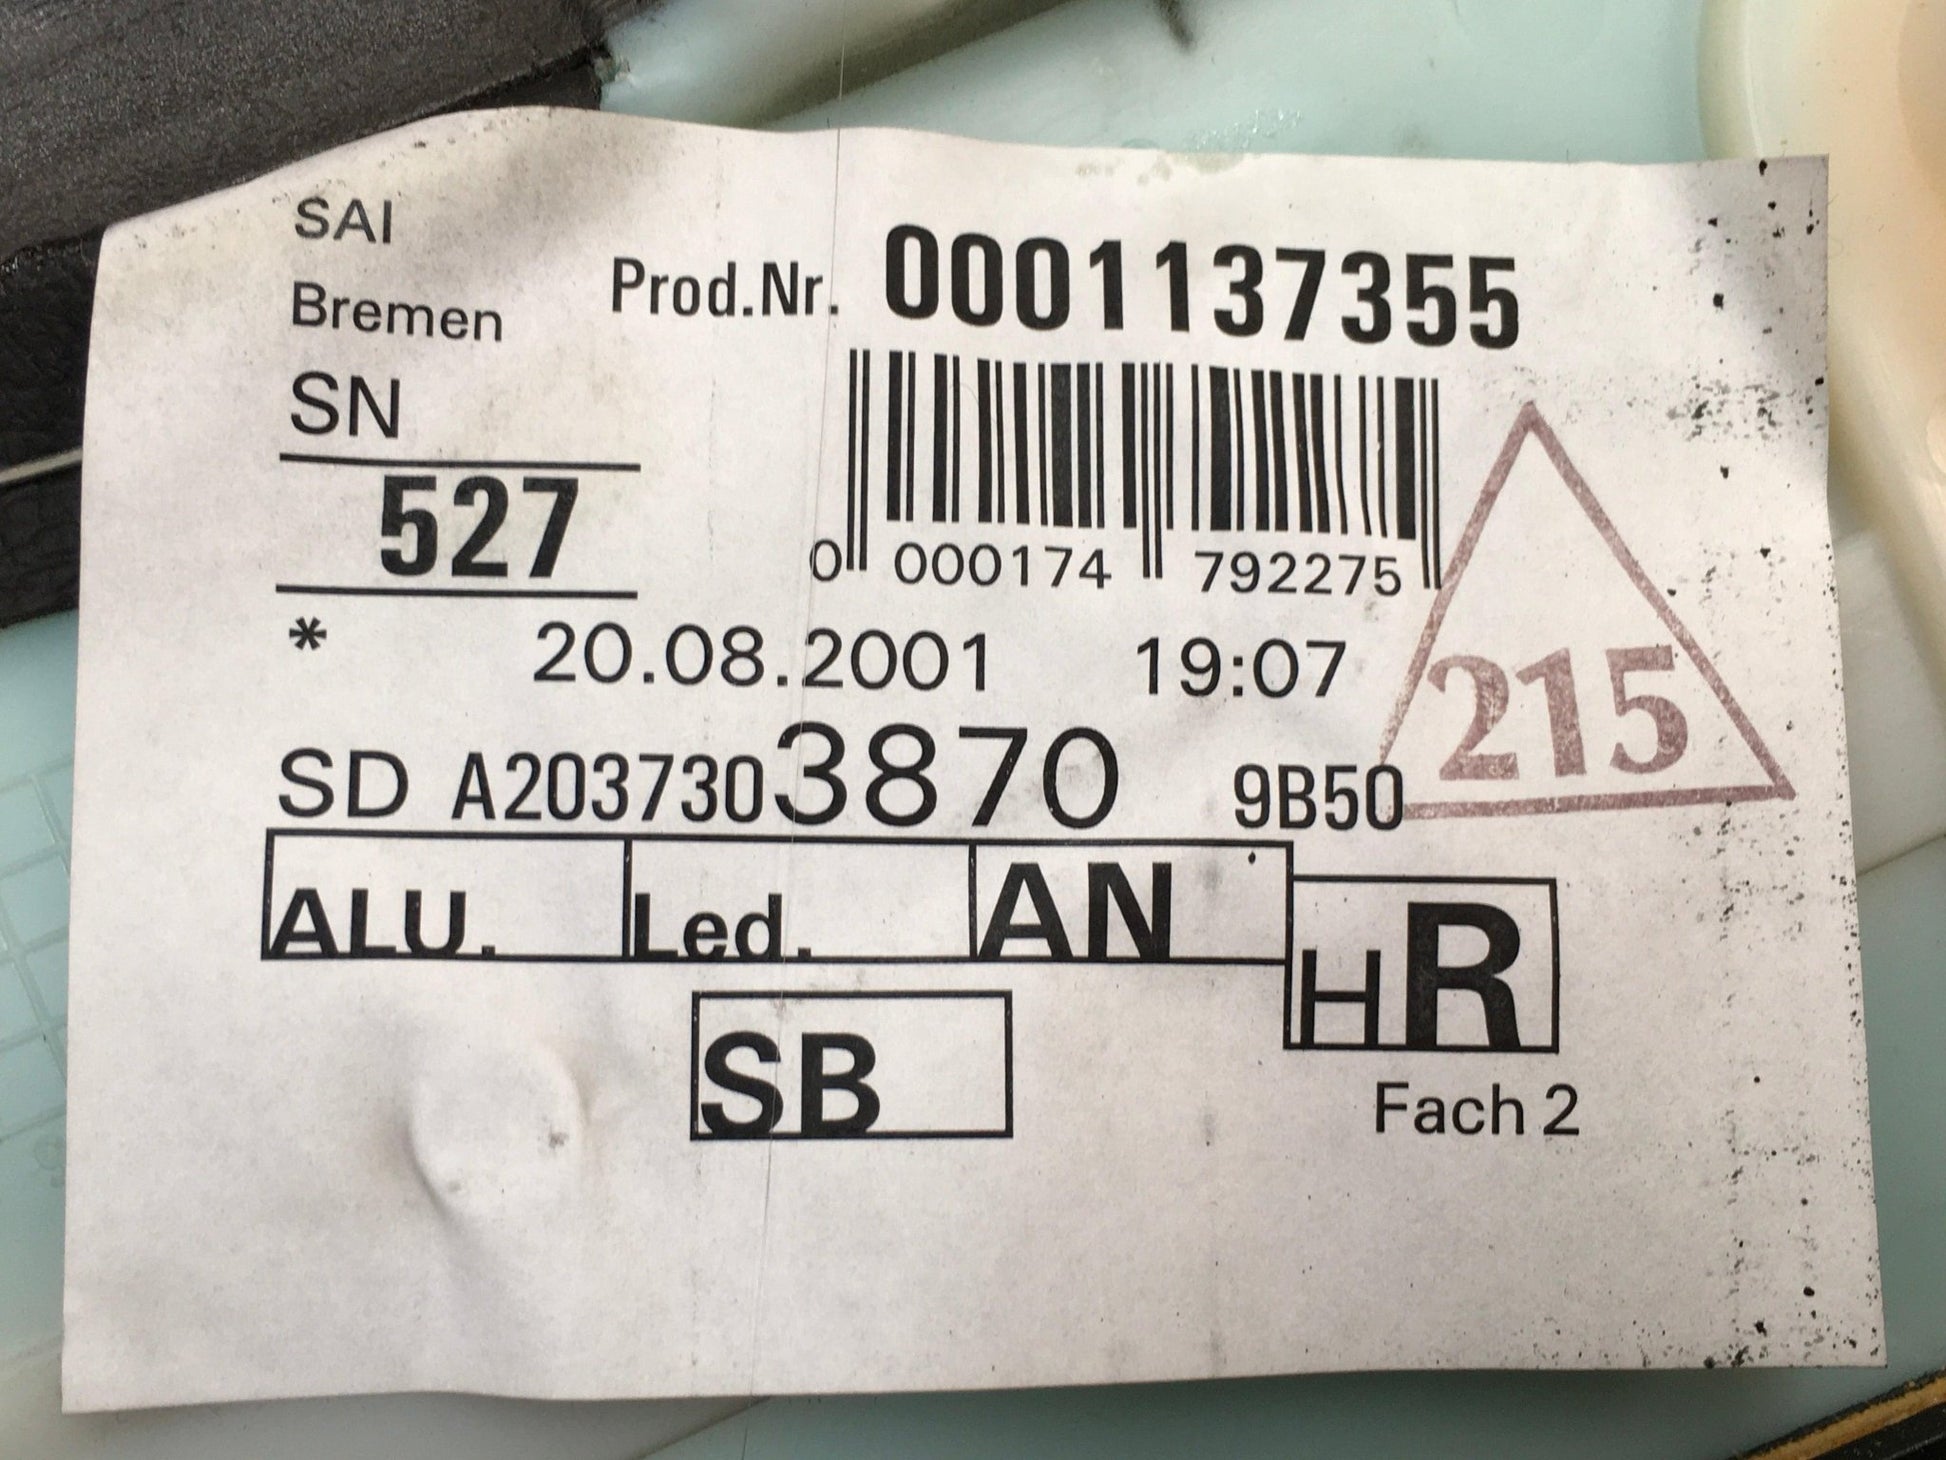 SAI
Bremen
Prod.Nr. 0001137355
SN
527
0 000174 792275
* 20.08.2001 19:07
215
SD A2037303870 9B50
ALU. Led. AN HR
SB
Fach 2